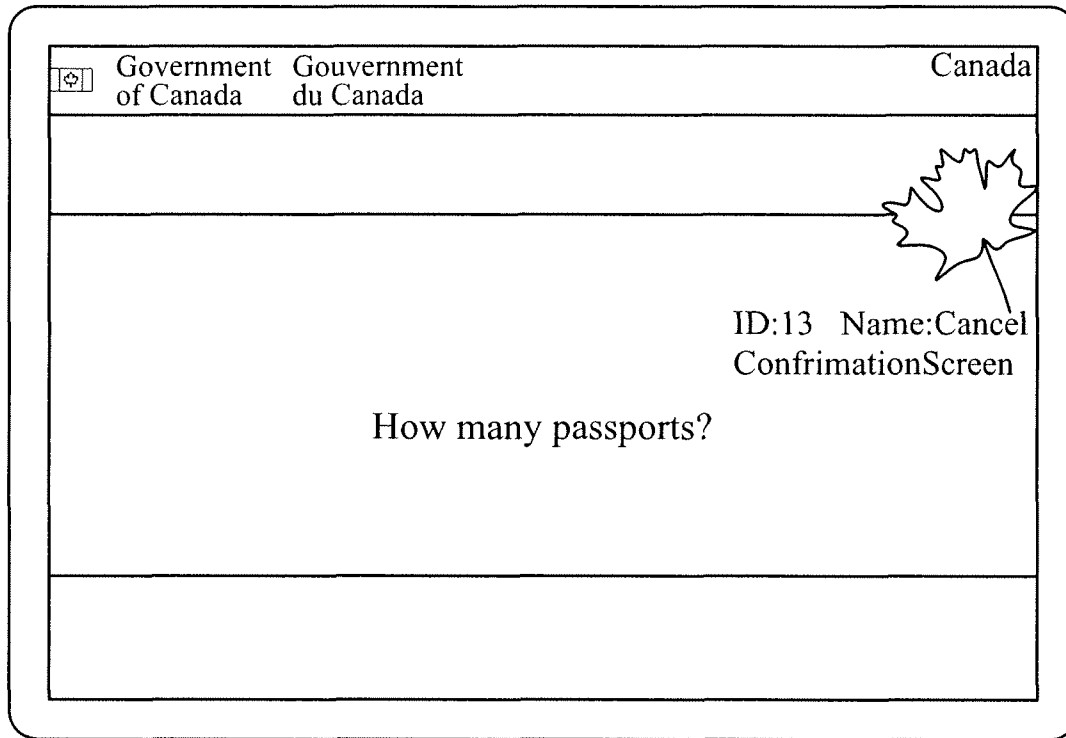 Government Gouvernment Canada
of Canada du Canada
ID:13 Name:Cancel
ConfrimationScreen
How many passports?